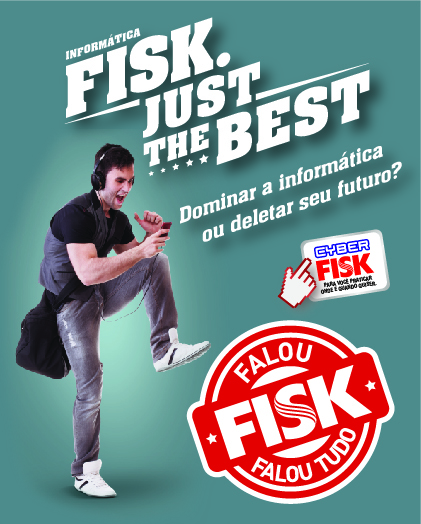 INFORMÁTICA
FISK.
JUST
THE BEST
Dominar a informática
ou deletar seu futuro?
CYBER
FISK
PARA VOCÊ PRATICAR
ONDE E QUANDO QUISER.
FALOU
FISK
FALOU TUDO